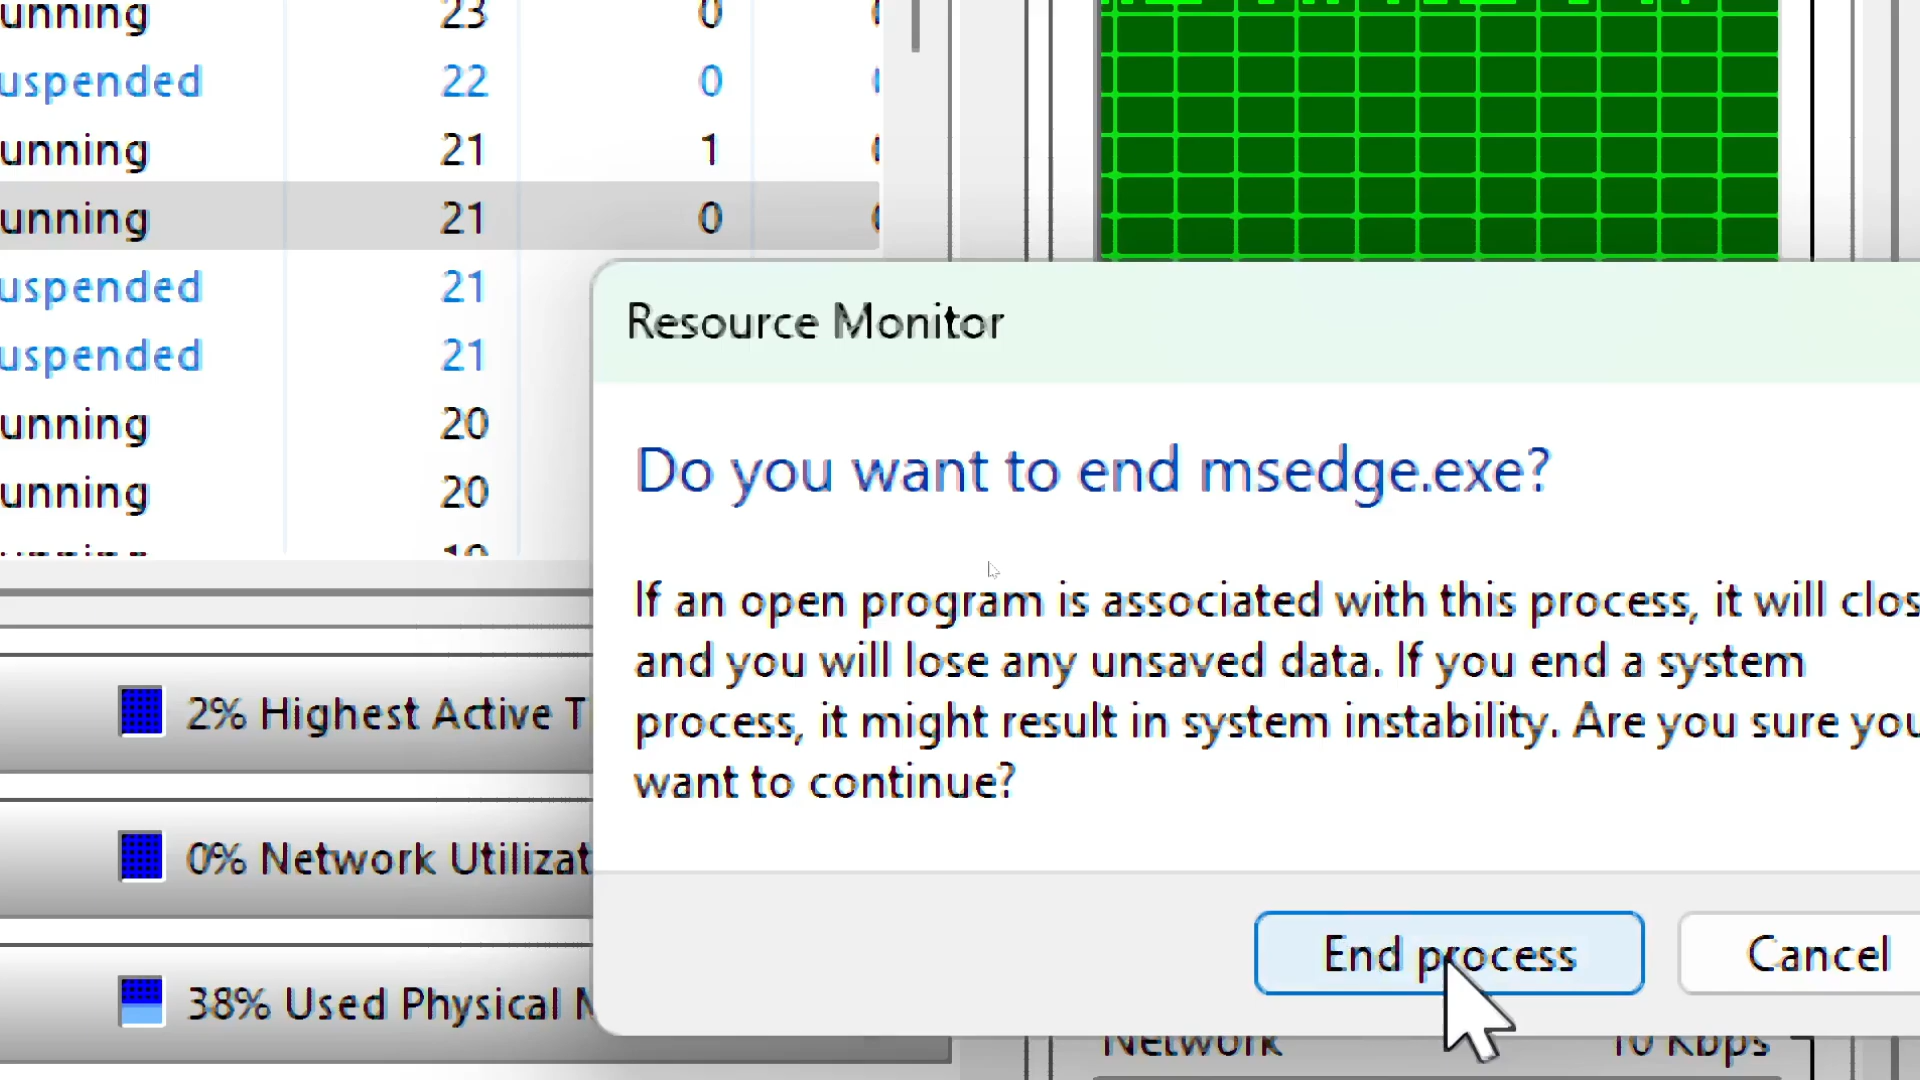 unning 23 0
uspended 22 0
unning 21 1
unning 21 0
uspended 21
uspended 21
unning 20
unning 20
Resource Monitor
Do you want to end msedge.exe?
If an open program is associated with this process, it will clos
and you will lose any unsaved data. If you end a system
process, it might result in system instability. Are you sure you
want to continue?
End process Cancel
2% Highest Active T
0% Network Utilizat
38% Used Physical M
Network 10 Kbps